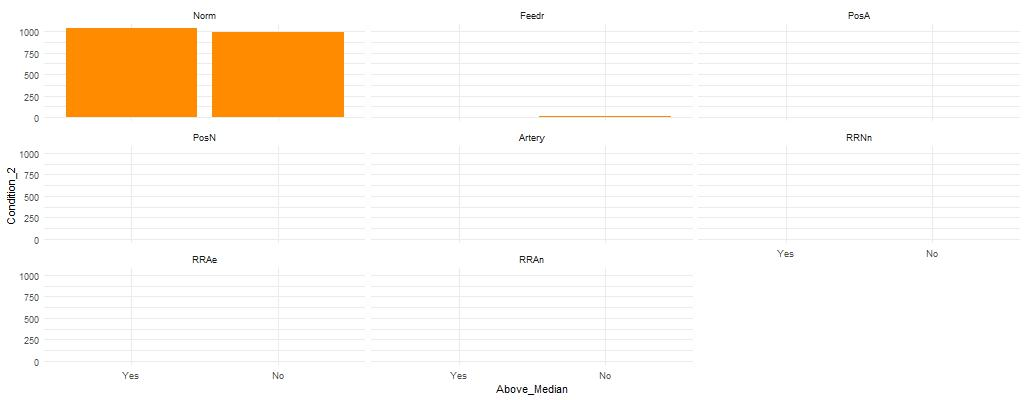 Norm Feedr PosA
1000
750
500
250
0
PosN Artery RRNn
1000
750
500
250
0
Yes No
RRAe RRAn
1000
750
500
250
0
Yes No Yes No
Above_Median
Condition_2